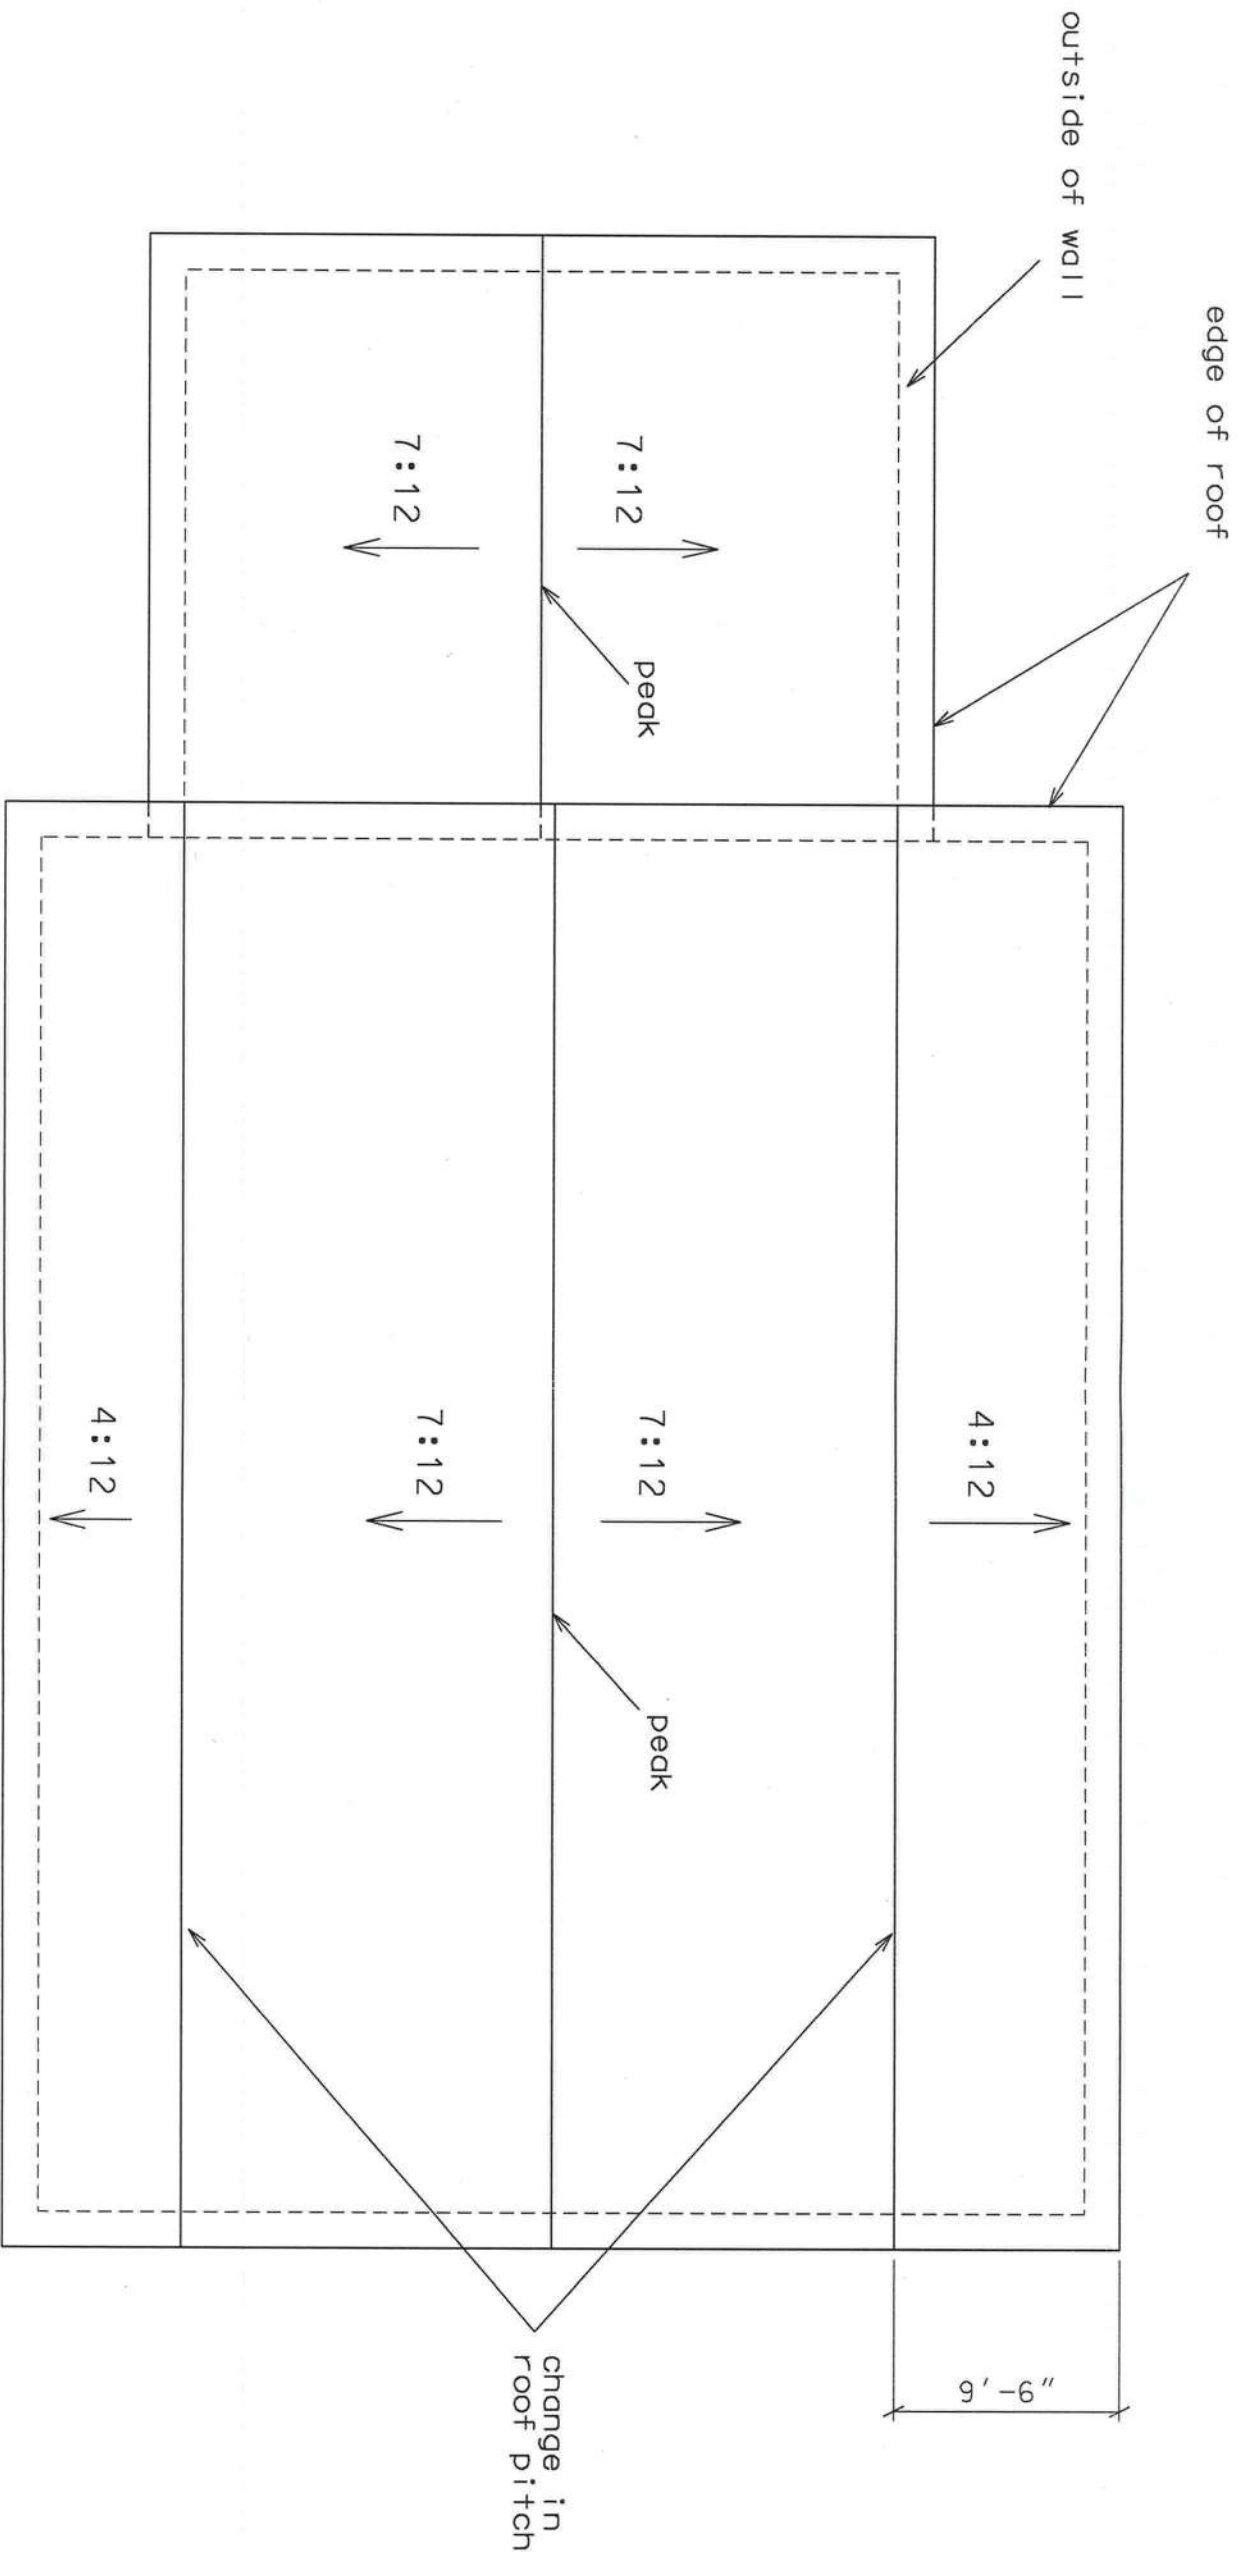 outside of wall
edge of roof
7:12
7:12
peak
4:12
7:12
7:12
4:12
peak
change in
roof pitch
9'-6"